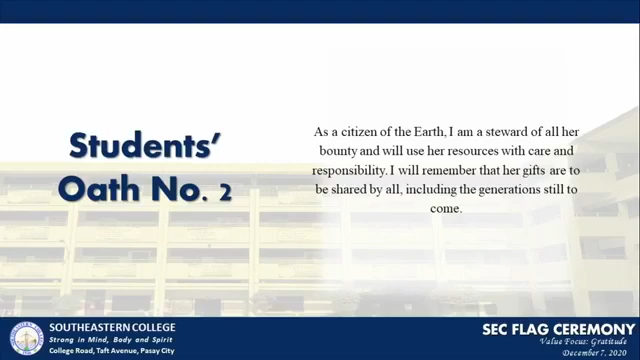 Students'
Oath No. 2
As a citizen of the Earth, I am a steward of all her
bounty and will use her resources with care and
responsibility. I will remember that her gifts are to
be shared by all, including the generations still to
come.
SOUTHEASTERN COLLEGE
Strong in Mind, Body and Spirit
College Road, Taft Avenue, Pasay City
SEC FLAG CEREMONY
Value Focus: Gratitude
December 7, 2020